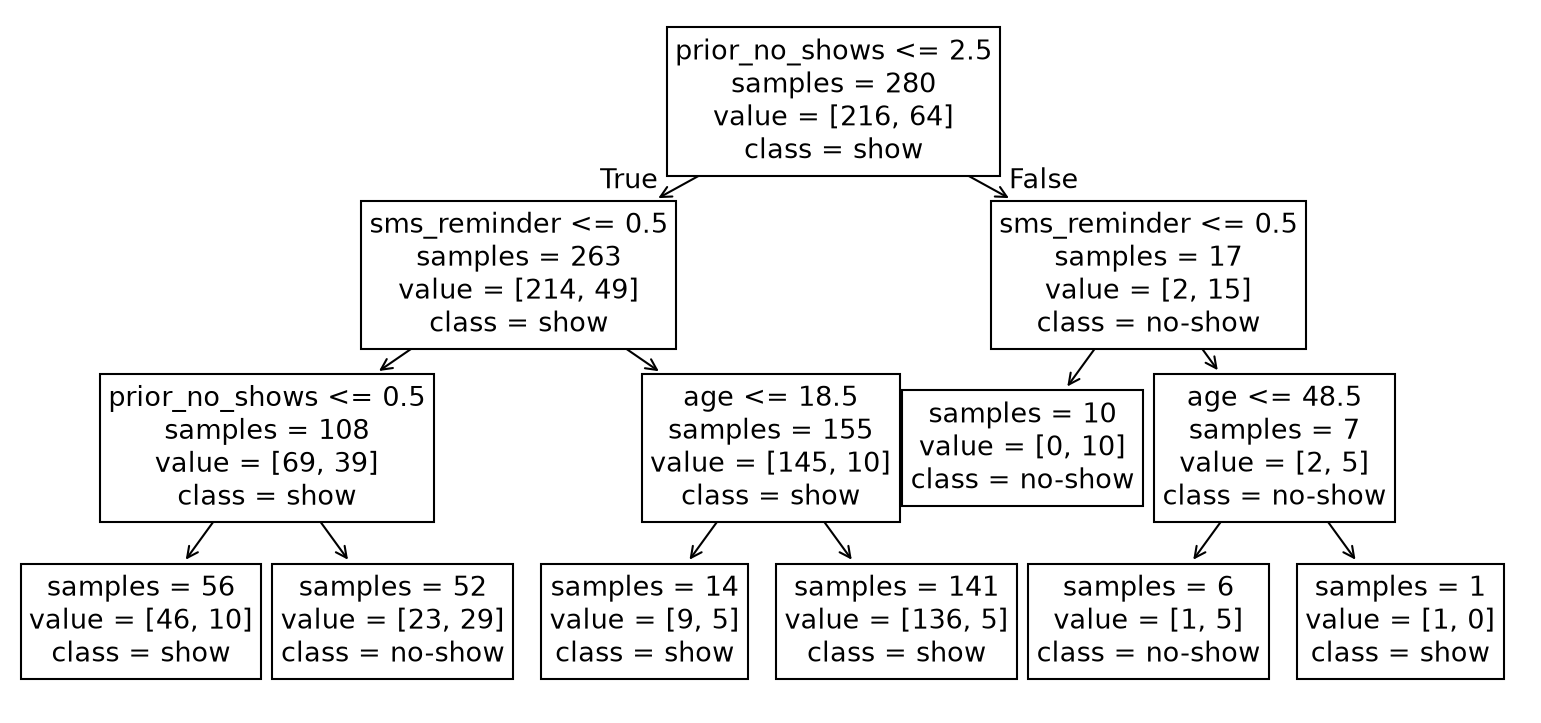 prior_no_shows <= 2.5
samples = 280
value = [216, 64]
class = show
True
False
sms_reminder <= 0.5
samples = 263
value = [214, 49]
class = show
sms_reminder <= 0.5
samples = 17
value = [2, 15]
class = no-show
prior_no_shows <= 0.5
samples = 108
value = [69, 39]
class = show
age <= 18.5
samples = 155
value = [145, 10]
class = show
samples = 10
value = [0, 10]
class = no-show
age <= 48.5
samples = 7
value = [2, 5]
class = no-show
samples = 56
value = [46, 10]
class = show
samples = 52
value = [23, 29]
class = no-show
samples = 14
value = [9, 5]
class = show
samples = 141
value = [136, 5]
class = show
samples = 6
value = [1, 5]
class = no-show
samples = 1
value = [1, 0]
class = show